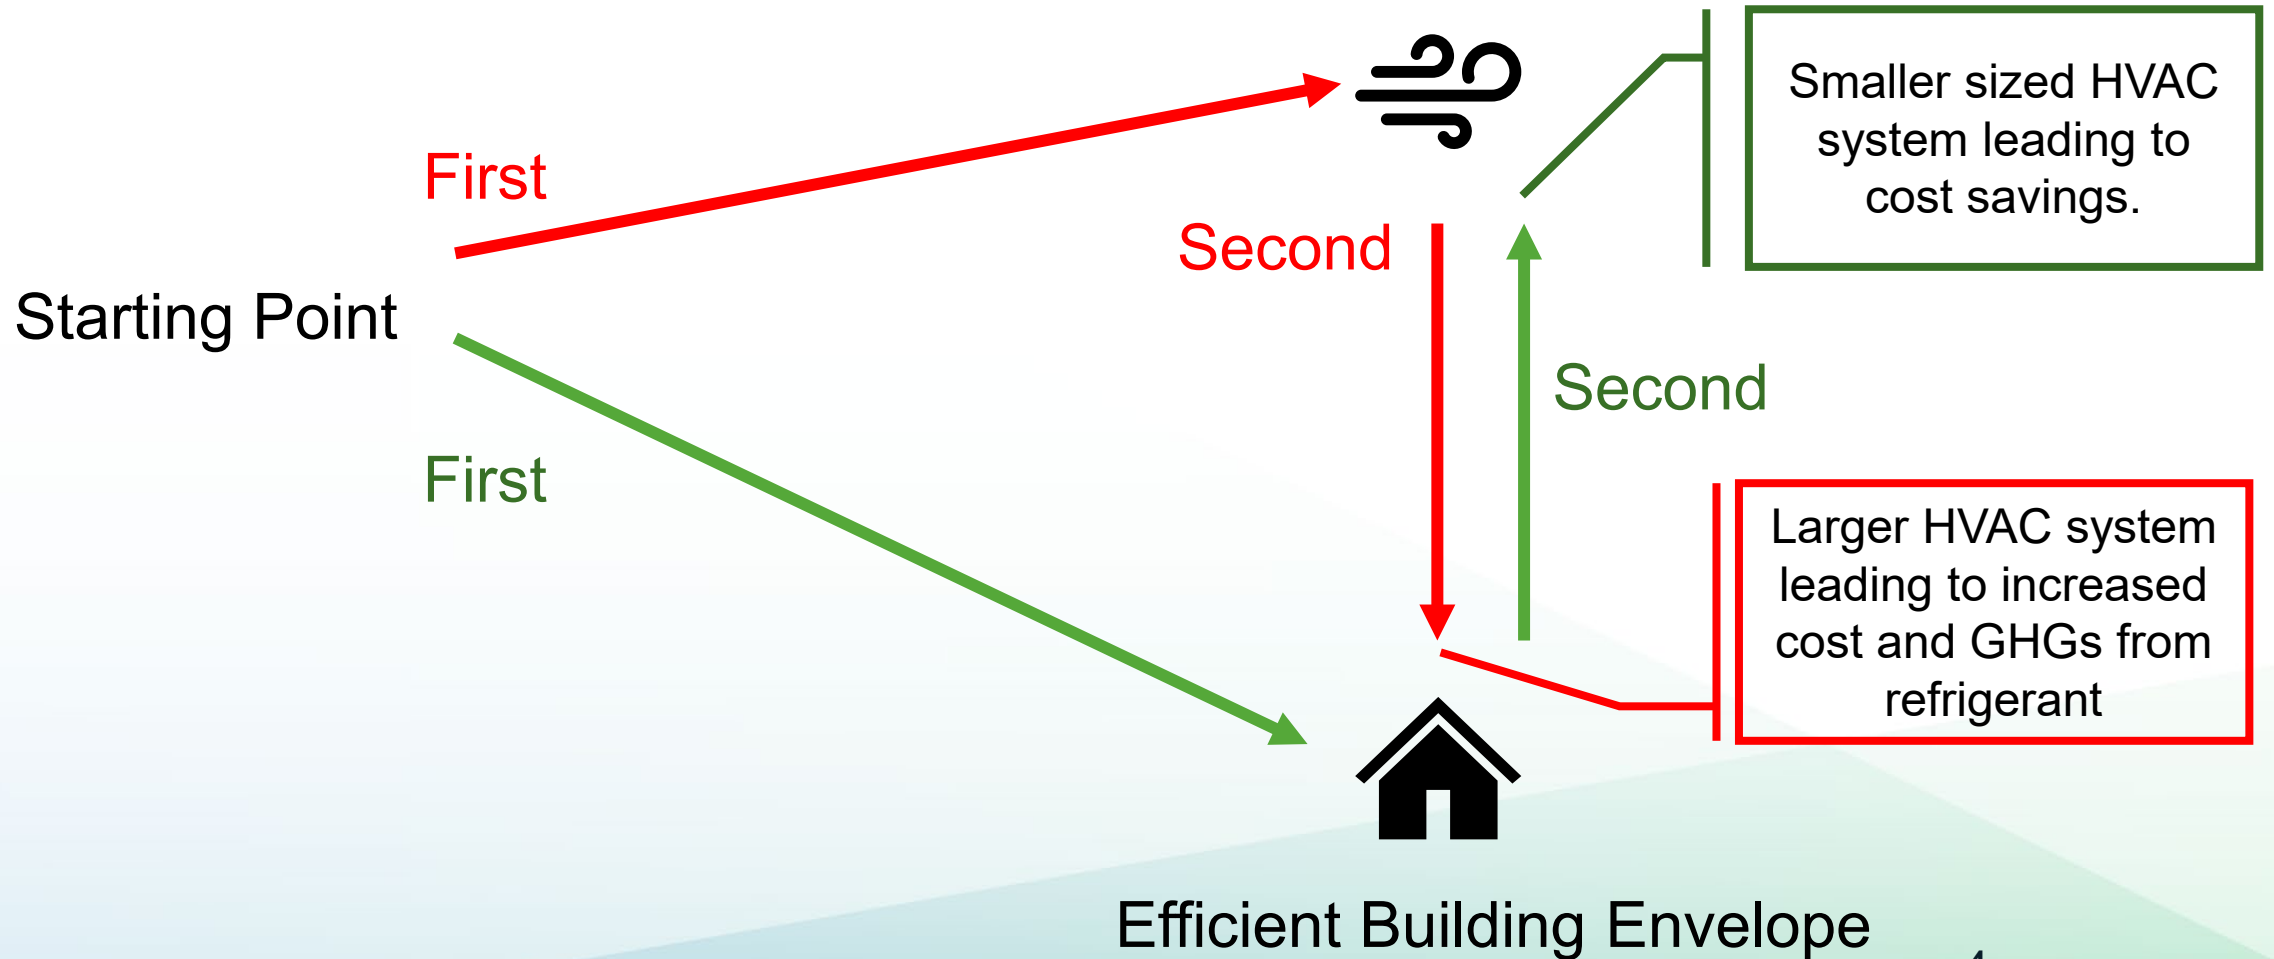 First
Second
Starting Point
First
Second
Smaller sized HVAC
system leading to
cost savings.
Larger HVAC system
leading to increased
cost and GHGs from
refrigerant
Efficient Building Envelope